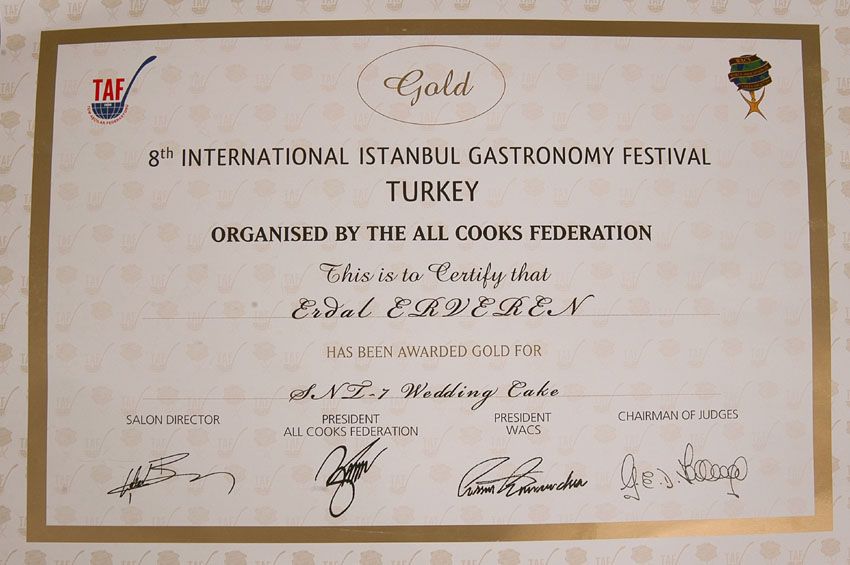 TAF
Gold
WACS
8th INTERNATIONAL ISTANBUL GASTRONOMY FESTIVAL
TURKEY
ORGANISED BY THE ALL COOKS FEDERATION
This is to Certify that
Erdal ERVEREN
HAS BEEN AWARDED GOLD FOR
SNT-7 Wedding Cake
SALON DIRECTOR
PRESIDENT
ALL COOKS FEDERATION
PRESIDENT
WACS
CHAIRMAN OF JUDGES